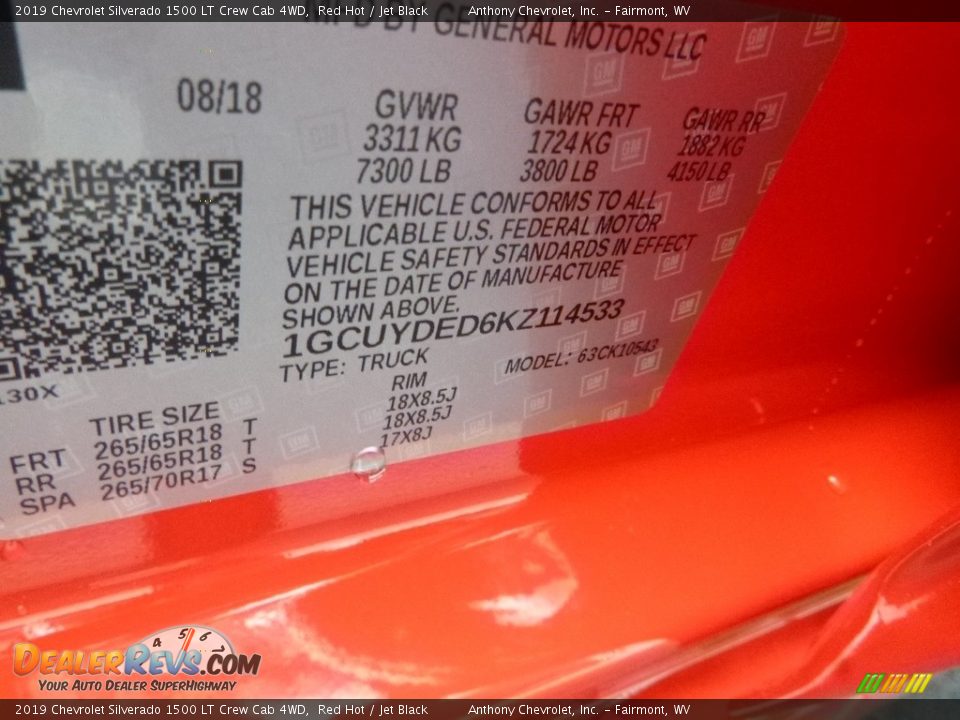 2019 Chevrolet Silverado 1500 LT Crew Cab 4WD, Red Hot / Jet Black Anthony Chevrolet, Inc. - Fairmont, WV
BY GENERAL MOTORS LLC
08/18
GVWR GAWR FRT GAWR RR
3311 KG 1724 KG 1882 KG
7300 LB 3800 LB 4150 LB
THIS VEHICLE CONFORMS TO ALL
APPLICABLE U.S. FEDERAL MOTOR
VEHICLE SAFETY STANDARDS IN EFFECT
ON THE DATE OF MANUFACTURE
SHOWN ABOVE.
1GCUYDED6KZ114533
TYPE: TRUCK MODEL: 63CK10543
130X
TIRE SIZE RIM
FRT 265/65R18 T 18X8.5J
RR 265/65R18 T 18X8.5J
SPA 265/70R17 S 17X8J
4 5 6
DEALERREVS.COM
YOUR AUTO DEALER SUPERHIGHWAY
2019 Chevrolet Silverado 1500 LT Crew Cab 4WD, Red Hot / Jet Black Anthony Chevrolet, Inc. - Fairmont, WV